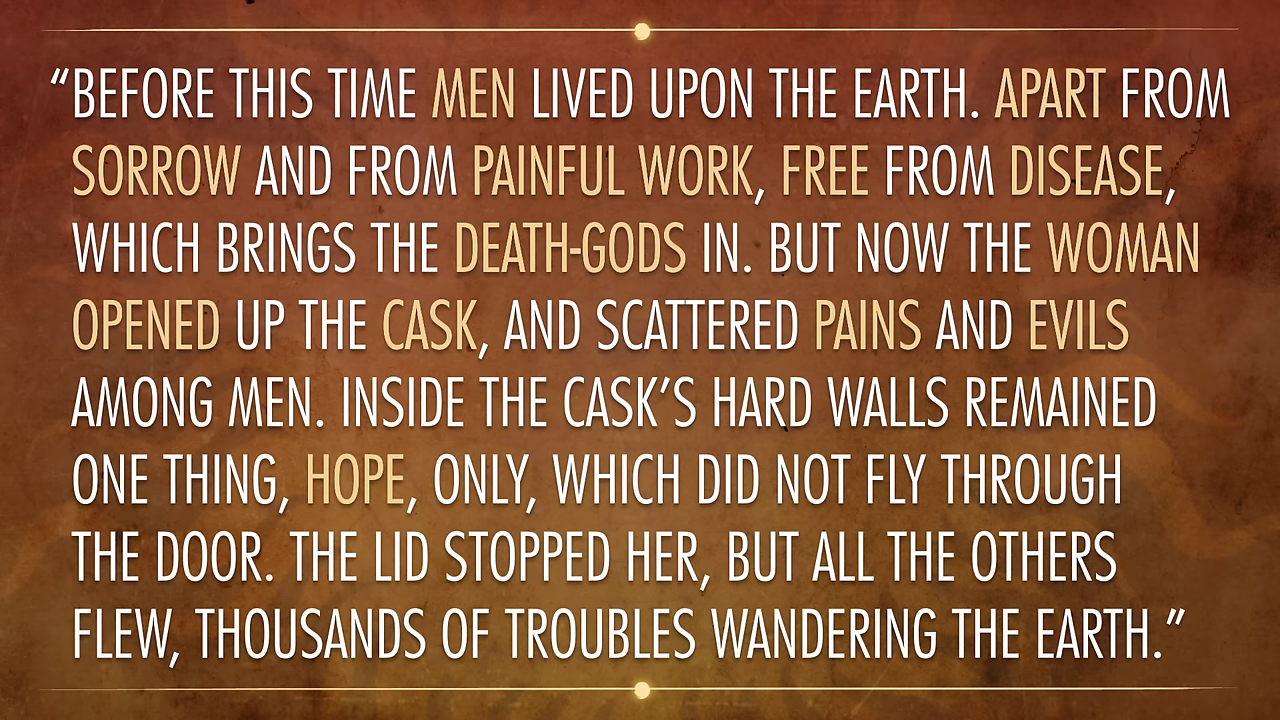 “BEFORE THIS TIME MEN LIVED UPON THE EARTH. APART FROM
SORROW AND FROM PAINFUL WORK, FREE FROM DISEASE,
WHICH BRINGS THE DEATH-GODS IN. BUT NOW THE WOMAN
OPENED UP THE CASK, AND SCATTERED PAINS AND EVILS
AMONG MEN. INSIDE THE CASK’S HARD WALLS REMAINED
ONE THING, HOPE, ONLY, WHICH DID NOT FLY THROUGH
THE DOOR. THE LID STOPPED HER, BUT ALL THE OTHERS
FLEW, THOUSANDS OF TROUBLES WANDERING THE EARTH.”